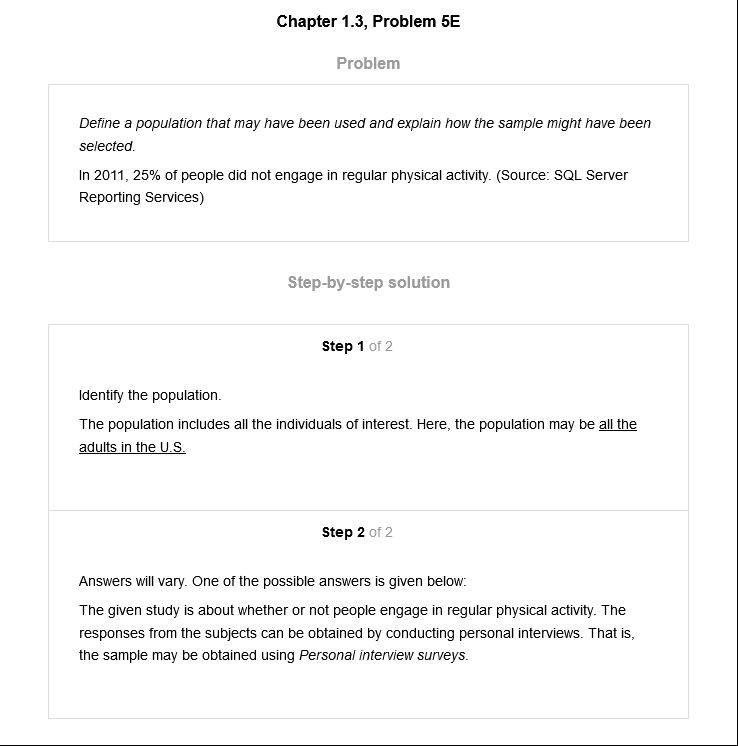 Chapter 1.3, Problem 5E
Problem
Define a population that may have been used and explain how the sample might have been
selected.
In 2011, 25% of people did not engage in regular physical activity. (Source: SQL Server
Reporting Services)
Step-by-step solution
Step 1 of 2
Identify the population.
The population includes all the individuals of interest. Here, the population may be all the
adults in the U.S.
Step 2 of 2
Answers will vary. One of the possible answers is given below:
The given study is about whether or not people engage in regular physical activity. The
responses from the subjects can be obtained by conducting personal interviews. That is,
the sample may be obtained using Personal interview surveys.